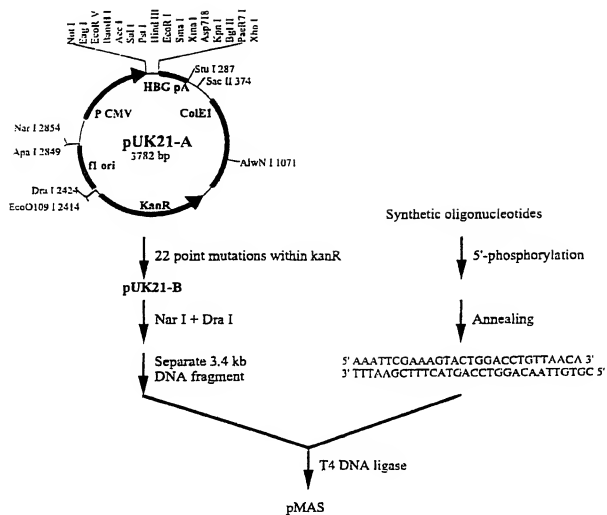 Not I
Eag I
EcoR V
BamH I
Acc I
Sal I
Pst I
Hind III
EcoR I
Sma I
Xma I
Asp718
Kpn I
Bgl II
PaeR7 I
Xho I
HBG pA
Stu I 287
Sac II 374
P CMV
ColE1
Nar I 2854
pUK21-A
Apa I 2849
3782 bp
AlwN I 1071
f1 ori
Dra I 2424
KanR
EcoO109 I 2414
Synthetic oligonucleotides
22 point mutations within kanR
5'-phosphorylation
pUK21-B
Nar I + Dra I
Annealing
Separate 3.4 kb
DNA fragment
5' AAATTCGAAAGTACTGGACCTGTTAACA 3'
3' TTTAAGCTTTCATGACCTGGACAATTGTGC 5'
T4 DNA ligase
pMAS